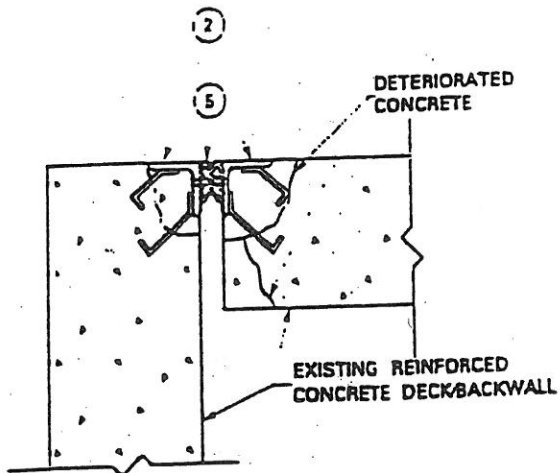 2
5
DETERIORATED
CONCRETE
EXISTING REINFORCED
CONCRETE DECK/BACKWALL